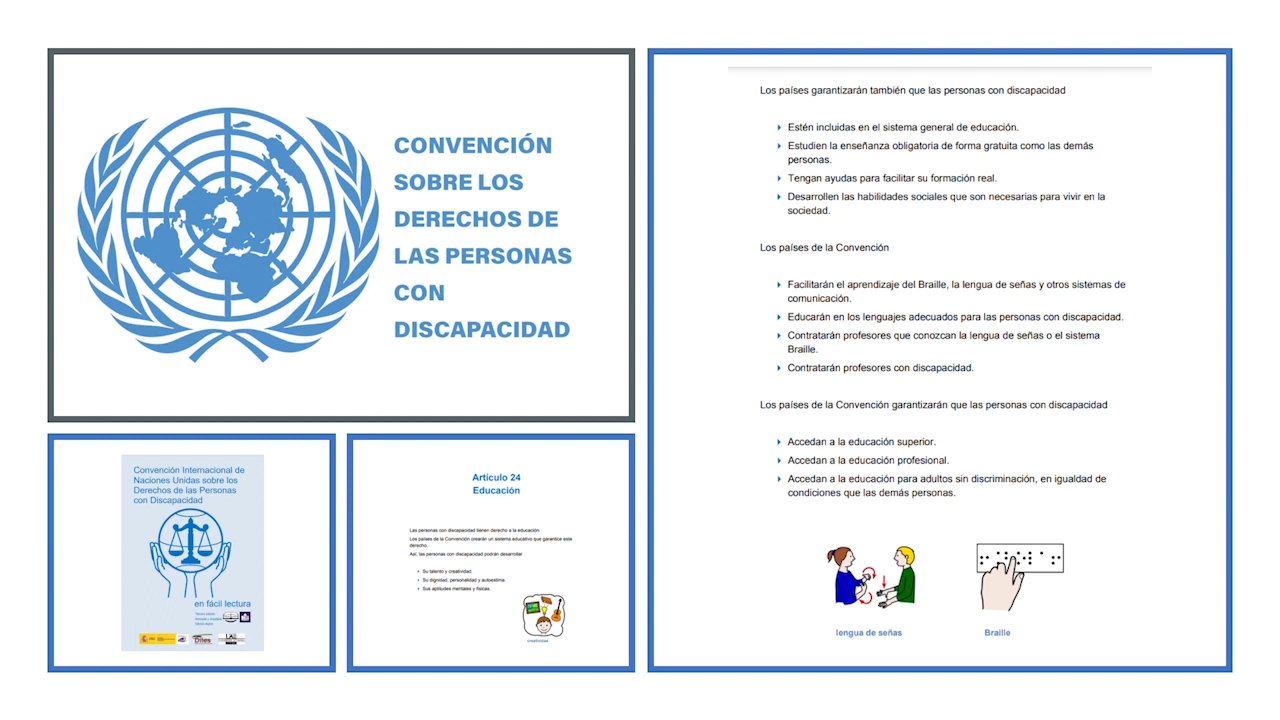 CONVENCIÓN
SOBRE LOS
DERECHOS DE
LAS PERSONAS
CON
DISCAPACIDAD
Convención Internacional de
Naciones Unidas sobre los
Derechos de las Personas
con Discapacidad
en fácil lectura
Artículo 24
Educación
Las personas con discapacidad tienen derecho a la educación.
Los países de la Convención crearán un sistema educativo que garantice este
derecho.
Así, las personas con discapacidad podrán desarrollar
Su talento y creatividad.
Su dignidad, personalidad y autoestima.
Sus aptitudes mentales y físicas.
creatividad
Los países garantizarán también que las personas con discapacidad
Estén incluidas en el sistema general de educación.
Estudien la enseñanza obligatoria de forma gratuita como las demás
personas.
Tengan ayudas para facilitar su formación real.
Desarrollen las habilidades sociales que son necesarias para vivir en la
sociedad.
Los países de la Convención
Facilitarán el aprendizaje del Braille, la lengua de señas y otros sistemas de
comunicación.
Educarán en los lenguajes adecuados para las personas con discapacidad.
Contratarán profesores que conozcan la lengua de señas o el sistema
Braille.
Contratarán profesores con discapacidad.
Los países de la Convención garantizarán que las personas con discapacidad
Accedan a la educación superior.
Accedan a la educación profesional.
Accedan a la educación para adultos sin discriminación, en igualdad de
condiciones que las demás personas.
lengua de señas
Braille